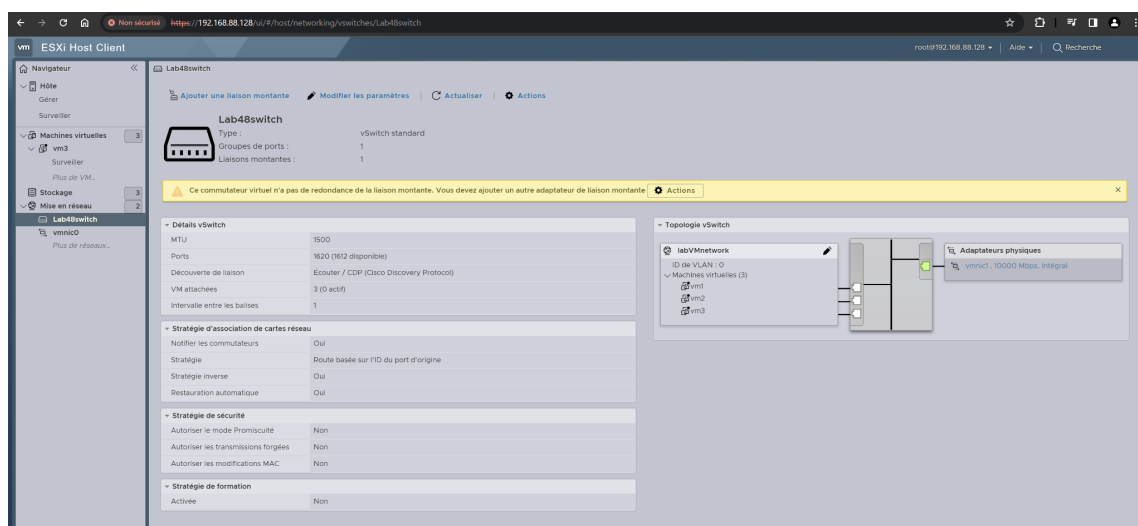 Non sécurisé https://192.168.88.128/ui/#/host/networking/vswitches/Lab48switch
vm ESXi Host Client
root@192.168.88.128 | Aide | Recherche
Navigateur
Hôte
Gérer
Surveiller
Machines virtuelles 3
vm3
Surveiller
Plus de VM...
Stockage 3
Mise en réseau 2
Lab48switch
vmnic0
Plus de réseaux...
Lab48switch
Ajouter une liaison montante Modifier les paramètres | Actualiser | Actions
Lab48switch
Type : vSwitch standard
Groupes de ports : 1
Liaisons montantes : 1
Ce commutateur virtuel n'a pas de redondance de la liaison montante. Vous devez ajouter un autre adaptateur de liaison montante Actions
Détails vSwitch
MTU 1500
Ports 1620 (1612 disponible)
Découverte de liaison Écouter / CDP (Cisco Discovery Protocol)
VM attachées 3 (0 actif)
Intervalle entre les balises 1
Stratégie d'association de cartes réseau
Notifier les commutateurs Oui
Stratégie Route basée sur l'ID du port d'origine
Stratégie inverse Oui
Restauration automatique Oui
Stratégie de sécurité
Autoriser le mode Promiscuité Non
Autoriser les transmissions forgées Non
Autoriser les modifications MAC Non
Stratégie de formation
Activée Non
Topologie vSwitch
labVMnetwork
ID de VLAN : 0
Machines virtuelles (3)
vm1
vm2
vm3
Adaptateurs physiques
vmnic1 , 10000 Mbps, Intégral